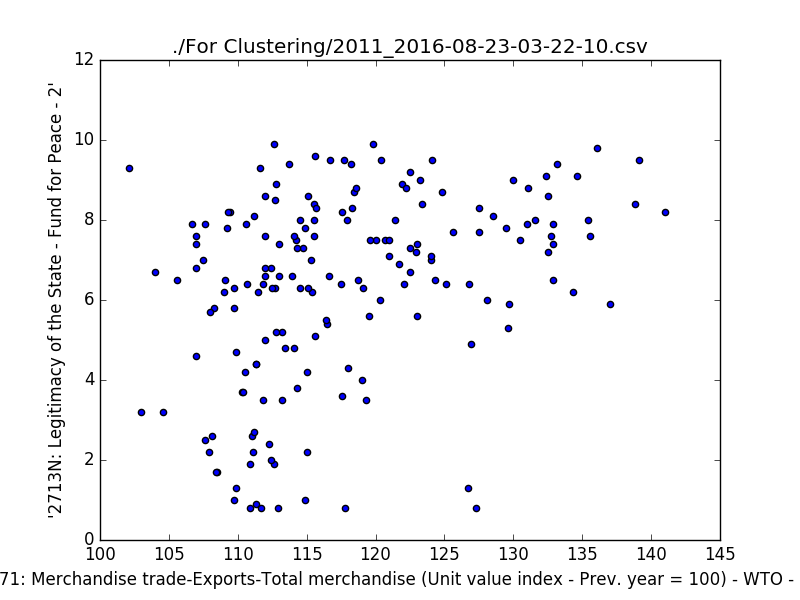 ./For Clustering/2011_2016-08-23-03-22-10.csv
'2713N: Legitimacy of the State - Fund for Peace - 2'
12
10
8
6
4
2
0
100 105 110 115 120 125 130 135 140 145
71: Merchandise trade-Exports-Total merchandise (Unit value index - Prev. year = 100) - WTO -